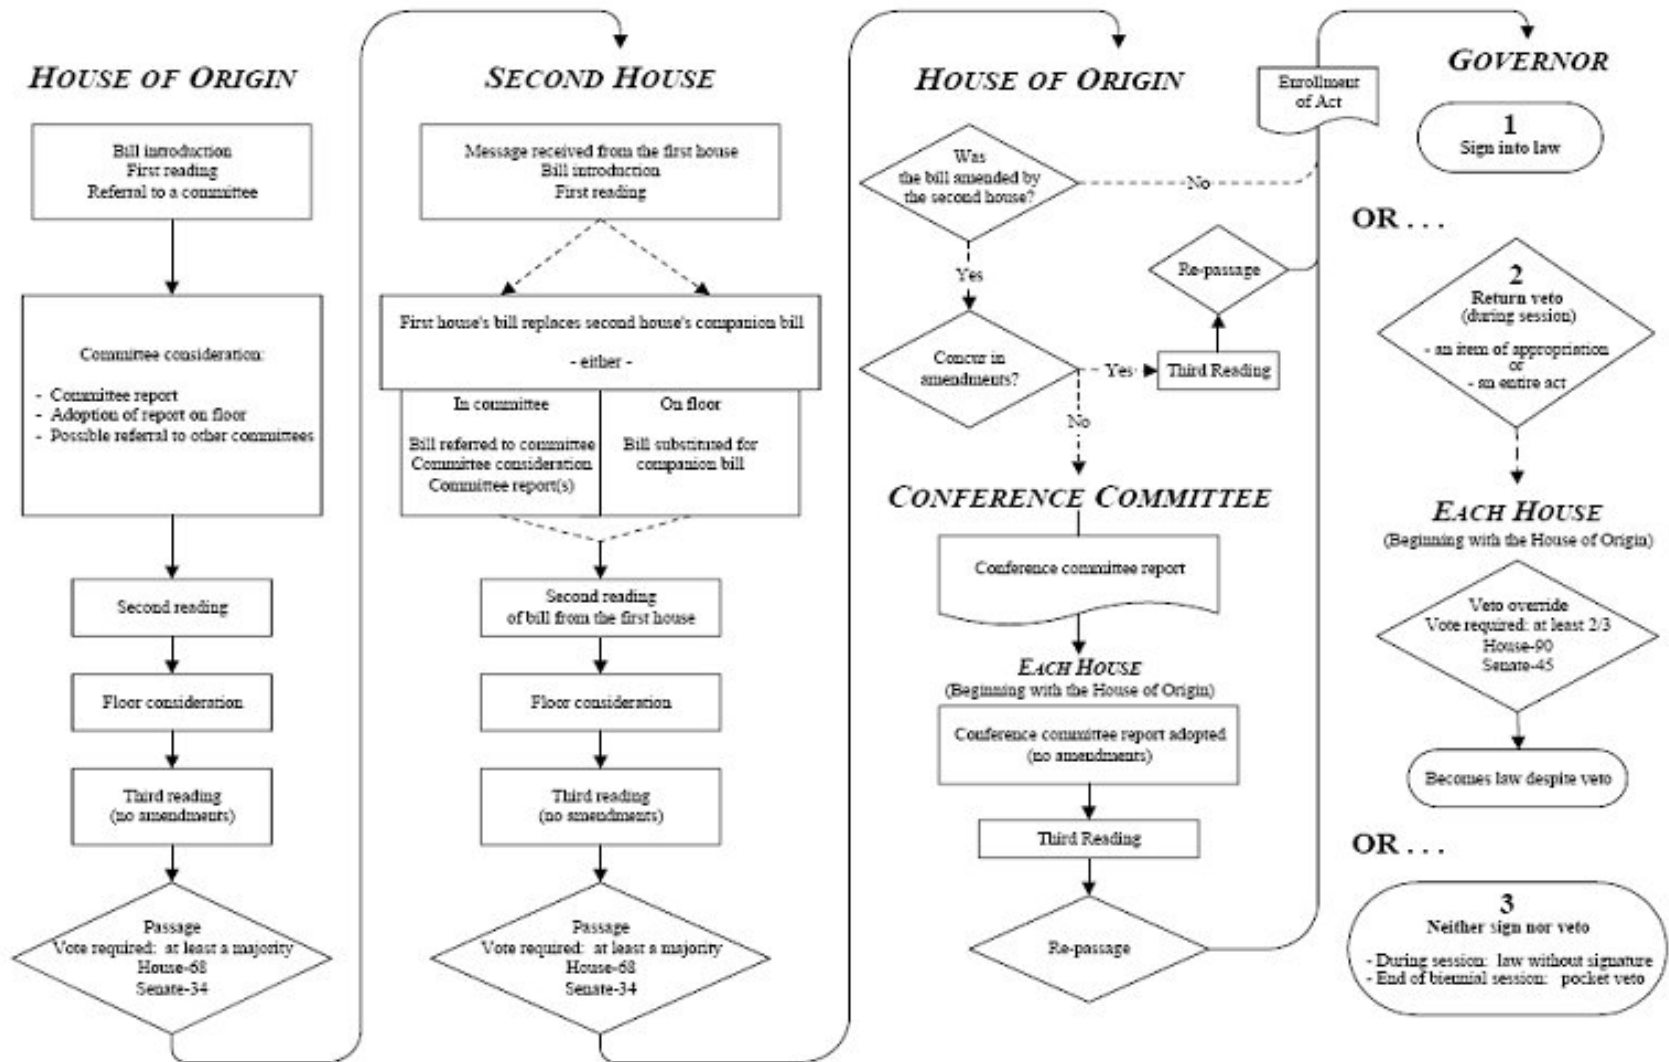 HOUSE OF ORIGIN
Bill introduction
First reading
Referral to a committee
Committee consideration:
- Committee report
- Adoption of report on floor
- Possible referral to other committees
Second reading
Floor consideration
Third reading
(no amendments)
Passage
Vote required: at least a majority
House-68
Senate-34
SECOND HOUSE
Message received from the first house
Bill introduction
First reading
First house's bill replaces second house's companion bill
- either -
In committee
Bill referred to committee
Committee consideration
Committee report(s)
On floor
Bill substituted for
companion bill
Second reading
of bill from the first house
Floor consideration
Third reading
(no amendments)
Passage
Vote required: at least a majority
House-68
Senate-34
HOUSE OF ORIGIN
Was
the bill amended by
the second house?
No
Yes
Concur in
amendments?
Yes
Third Reading
Re-passage
No
CONFERENCE COMMITTEE
Conference committee report
EACH HOUSE
(Beginning with the House of Origin)
Conference committee report adopted
(no amendments)
Third Reading
Re-passage
Enrollment
of Act
GOVERNOR
1
Sign into law
OR . . .
2
Return veto
(during session)
- an item of appropriation
or
- an entire act
EACH HOUSE
(Beginning with the House of Origin)
Veto override
Vote required: at least 2/3
House-90
Senate-45
Becomes law despite veto
OR . . .
3
Neither sign nor veto
- During session: law without signature
- End of biennial session: pocket veto